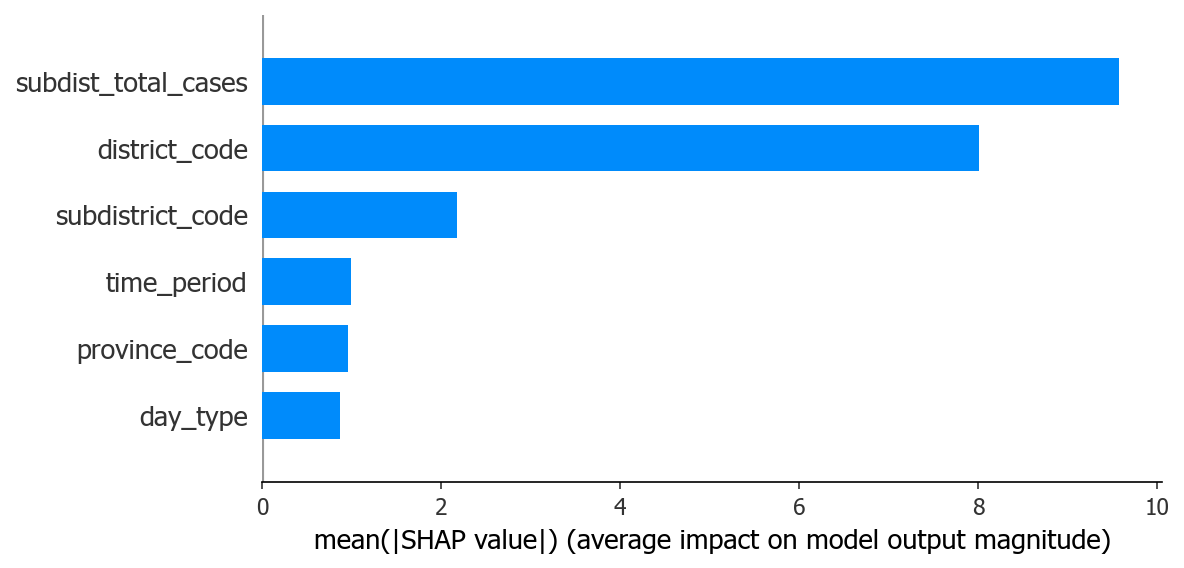 subdist_total_cases
district_code
subdistrict_code
time_period
province_code
day_type
0 2 4 6 8 10
mean(|SHAP value|) (average impact on model output magnitude)